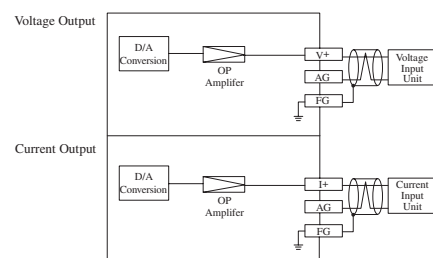 Voltage Output
D/A
Conversion
OP
Amplifer
V+
AG
FG
Voltage
Input
Unit
Current Output
D/A
Conversion
OP
Amplifer
I+
AG
FG
Current
Input
Unit